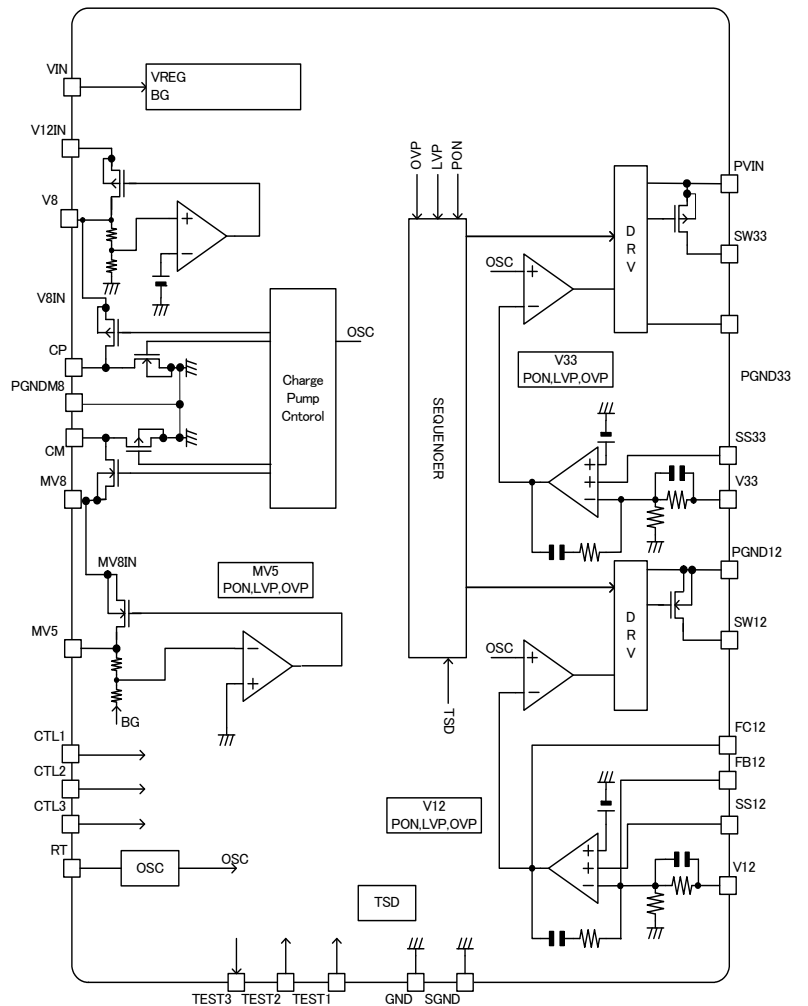 VIN
VREG
BG
V12IN
V8
V8IN
CP
PGNDM8
CM
MV8
OSC
Charge
Pump
Cntorol
MV8IN
MV5
PON,LVP,OVP
MV5
BG
CTL1
CTL2
CTL3
RT
OSC
OSC
OVP
LVP
PON
SEQUENCER
TSD
OSC
DRV
V33
PON,LVP,OVP
PVIN
SW33
PGND33
SS33
V33
PGND12
OSC
DRV
SW12
FC12
FB12
SS12
V12
V12
PON,LVP,OVP
TSD
TEST3
TEST2
TEST1
GND
SGND